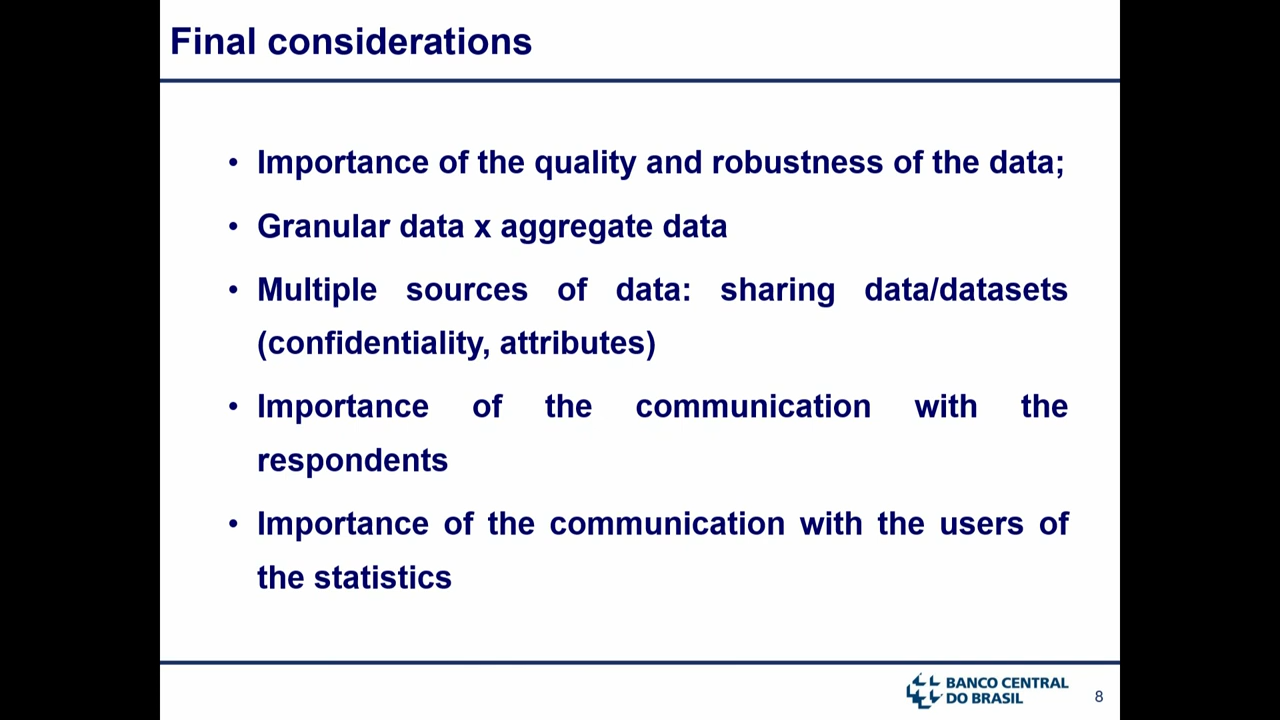 Final considerations
• Importance of the quality and robustness of the data;
• Granular data x aggregate data
• Multiple sources of data: sharing data/datasets
(confidentiality, attributes)
• Importance of the communication with the
respondents
• Importance of the communication with the users of
the statistics
BANCO CENTRAL
DO BRASIL
8